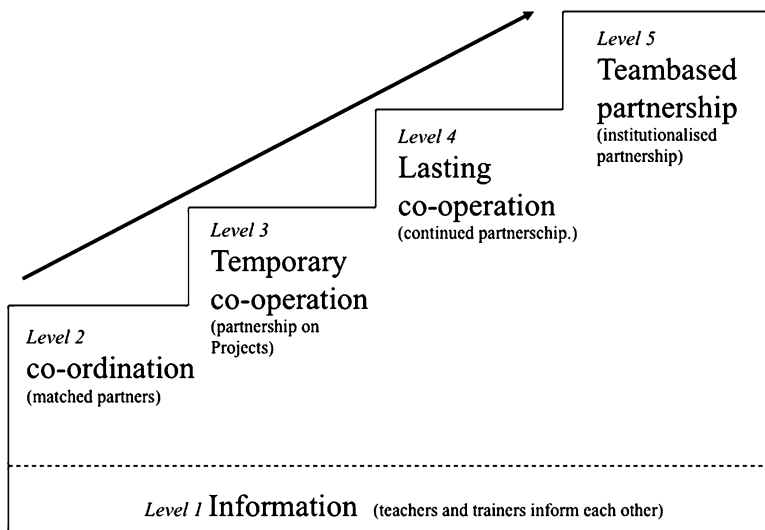 Level 5
Teambased
partnership
(institutionalised
partnership)
Level 4
Lasting
co-operation
(continued partnerschip.)
Level 3
Temporary
co-operation
(partnership on
Projects)
Level 2
co-ordination
(matched partners)
Level 1 Information (teachers and trainers inform each other)